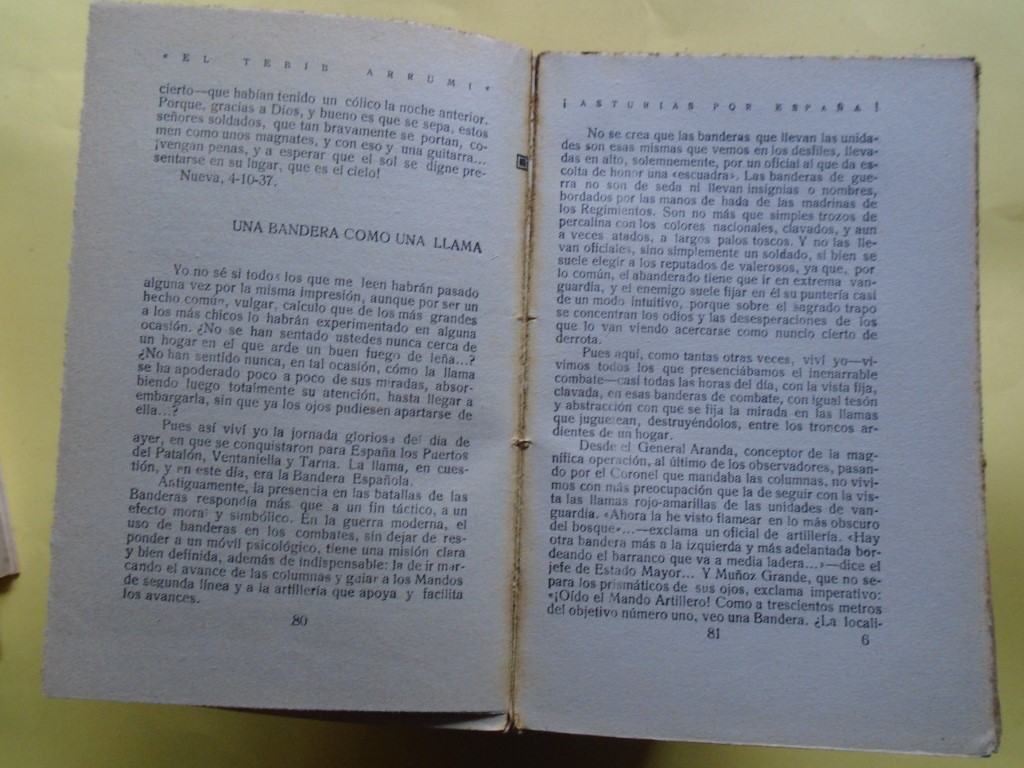 « EL TEBIB ARRUMI »
cierto—que habían tenido un cólico la noche anterior.
Porque, gracias a Dios, y bueno es que se sepa, estos
señores soldados, que tan bravamente se portan, co-
men como unos magnates, y con eso y una guitarra...
¡vengan penas, y a esperar que el sol se digne pre-
sentarse en su lugar, que es el cielo!
Nueva, 4-10-37.
UNA BANDERA COMO UNA LLAMA
Yo no sé si todos los que me leen habrán pasado
alguna vez por la misma impresión, aunque por ser un
hecho común, vulgar, calculo que de los más grandes
a los más chicos lo habrán experimentado en alguna
ocasión. ¿No se han sentado ustedes nunca cerca de
un hogar en el que arde un buen fuego de leña...?
¿No han sentido nunca, en tal ocasión, cómo la llama
se ha apoderado poco a poco de sus miradas, absor-
biendo luego totalmente su atención, hasta llegar a
embargarla, sin que ya los ojos pudiesen apartarse de
ella...?
Pues así viví yo la jornada gloriosa del día de
ayer, en que se conquistaron para España los Puertos
del Patalón, Ventaniella y Tarna. La llama, en cues-
tión, y en este día, era la Bandera Española.
Antiguamente, la presencia en las batallas de las
Banderas respondía más que a un fin táctico, a un
efecto moral y simbólico. En la guerra moderna, el
uso de banderas en los combates, sin dejar de res-
ponder a un móvil psicológico, tiene una misión clara
y bien definida, además de indispensable: la de ir mar-
cando el avance de las columnas y guiar a los Mandos
de segunda línea y a la artillería que apoya y facilita
los avances.
80
¡ASTURIAS POR ESPAÑA!
No se crea que las banderas que llevan las unida-
des son esas mismas que vemos en los desfiles, lleva-
das en alto, solemnemente, por un oficial al que da es-
colta de honor una «escuadra». Las banderas de gue-
rra no son de seda ni llevan insignias o nombres,
bordados por las manos de hada de las madrinas de
los Regimientos. Son no más que simples trozos de
percalina con los colores nacionales, clavados, y aun
a veces atados, a largos palos toscos. Y no las lle-
van oficiales, sino simplemente un soldado, si bien se
suele elegir a los reputados de valerosos, ya que, por
lo común, el abanderado tiene que ir en extrema van-
guardia, y el enemigo suele fijar en él su puntería casi
de un modo intuitivo, porque sobre el sagrado trapo
se concentran los odios y las desesperaciones de los
que lo van viendo acercarse como nuncio cierto de
derrota.
Pues aquí, como tantas otras veces, viví yo—vi-
vimos todos los que presenciábamos el inenarrable
combate—casi todas las horas del día, con la vista fija,
clavada, en esas banderas de combate, con igual tesón
y abstracción con que se fija la mirada en las llamas
que juguetean, destruyéndolos, entre los troncos ar-
dientes de un hogar.
Desde el General Aranda, conceptor de la mag-
nífica operación, al último de los observadores, pasan-
do por el Coronel que mandaba las columnas, no vivi-
mos con más preocupación que la de seguir con la vis-
ta las llamas rojo-amarillas de las unidades de van-
guardia. «Ahora la he visto flamear en lo más obscuro
del bosque»...—exclama un oficial de artillería. «Hay
otra bandera más a la izquierda y más adelantada bor-
deando el barranco que va a media ladera...»—dice el
jefe de Estado Mayor... Y Muñoz Grande, que no se-
para los prismáticos de sus ojos, exclama imperativo:
«¡Oído el Mando Artillero! Como a trescientos metros
del objetivo número uno, veo una Bandera. ¿La locali-
81
6